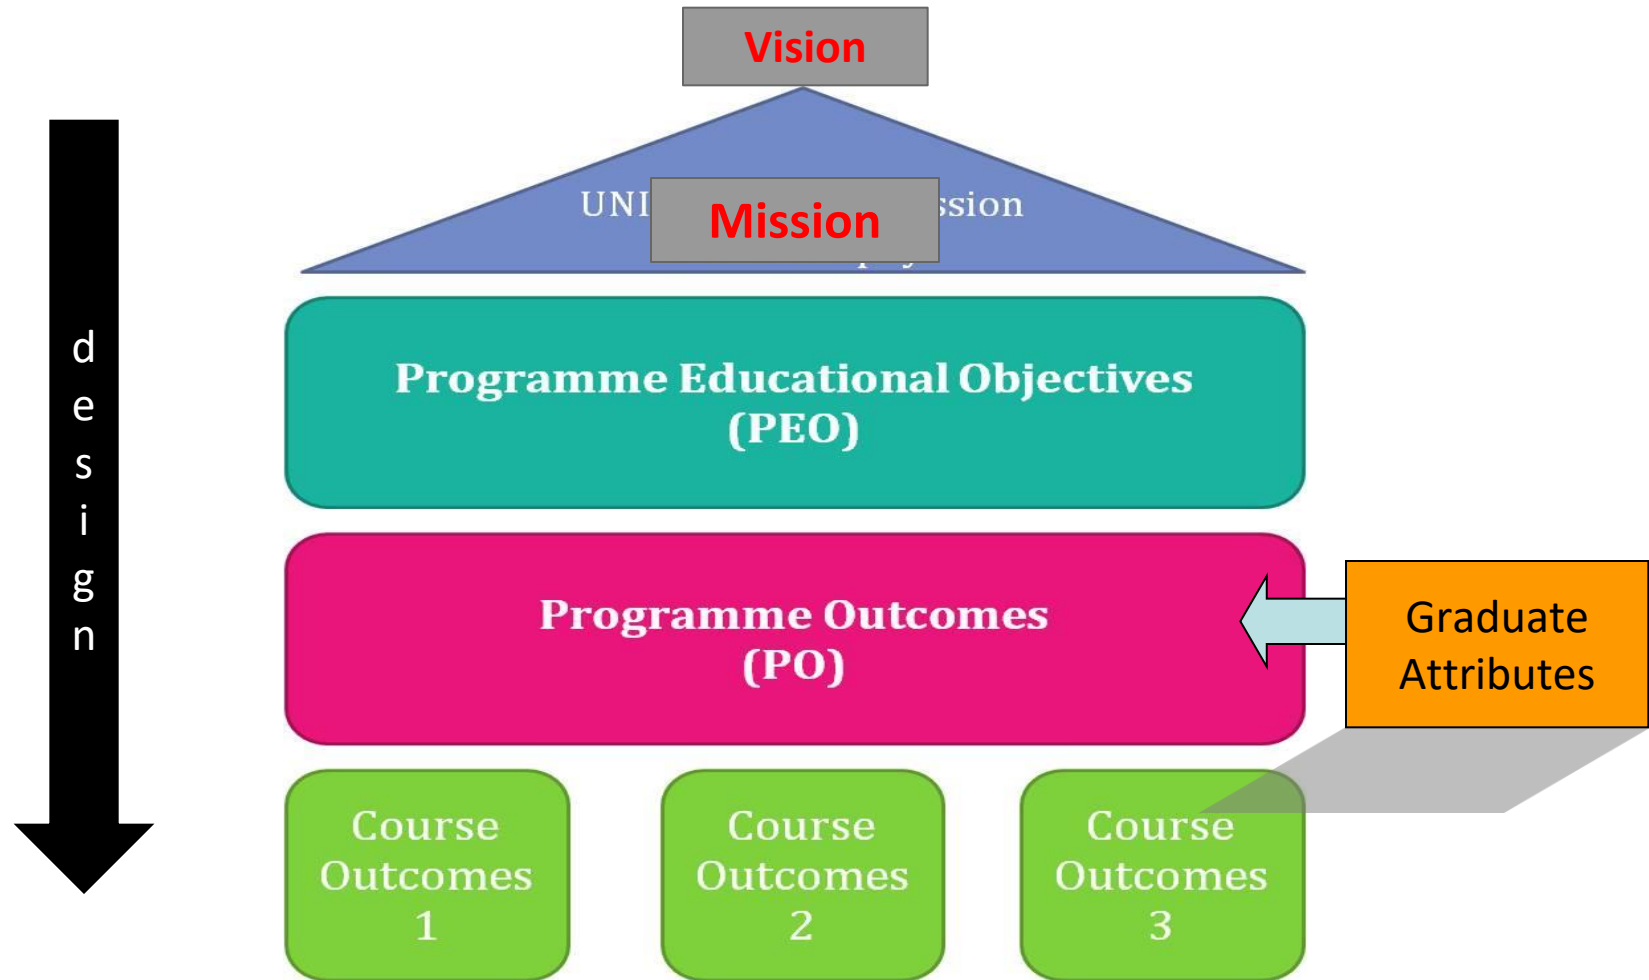 Vision
UNI ssion
Mission
design
Programme Educational Objectives
(PEO)
Programme Outcomes
(PO)
Graduate
Attributes
Course
Outcomes
1
Course
Outcomes
2
Course
Outcomes
3